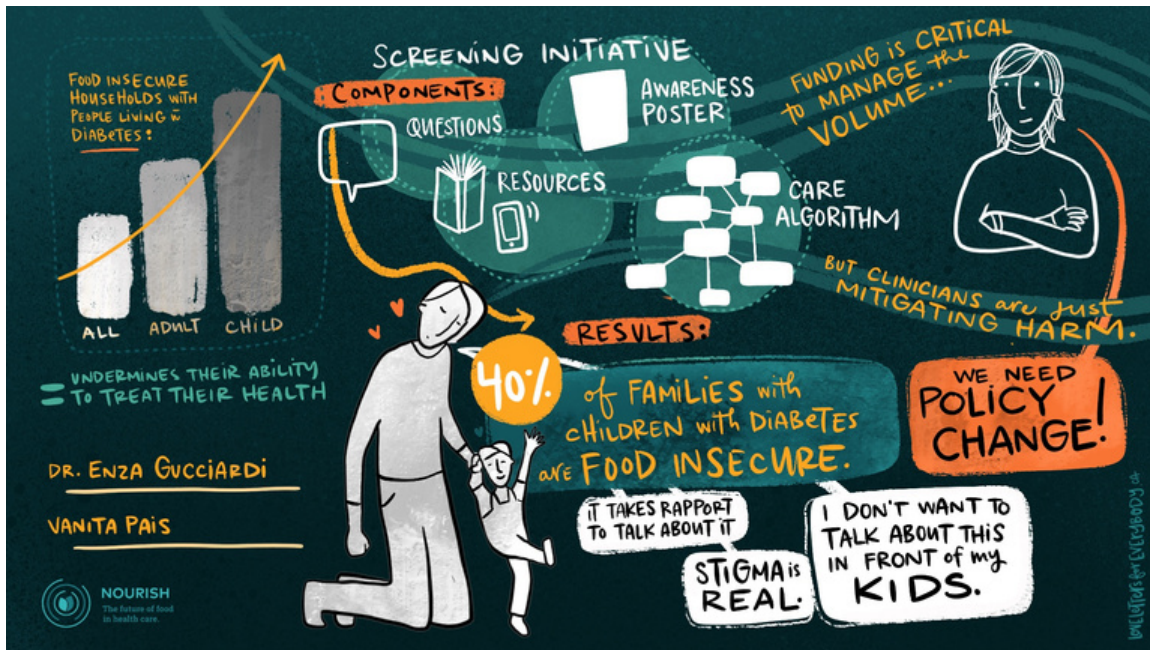 FOOD INSECURE
HOUSEHOLDS WITH
PEOPLE LIVING w
DIABETES:
ALL
ADULT
CHILD
= UNDERMINES THEIR ABILITY
TO TREAT THEIR HEALTH
DR. ENZA GUCCIARDI
VANITA PAIS
NOURISH
The future of food
in health care.
SCREENING INITIATIVE
COMPONENTS:
QUESTIONS
RESOURCES
AWARENESS
POSTER
CARE
ALGORITHM
FUNDING is CRITICAL
to MANAGE the
VOLUME...
BUT CLINICIANS are just
MITIGATING HARM.
WE NEED
POLICY
CHANGE!
RESULTS:
40%
of FAMILIES with
CHILDREN with DIABETES
are FOOD INSECURE.
IT TAKES RAPPORT
TO TALK ABOUT IT
STIGMA is
REAL.
I DON'T WANT TO
TALK ABOUT THIS
IN FRONT of my
KIDS.
LOVELETTERSforEVERYBODY.ca